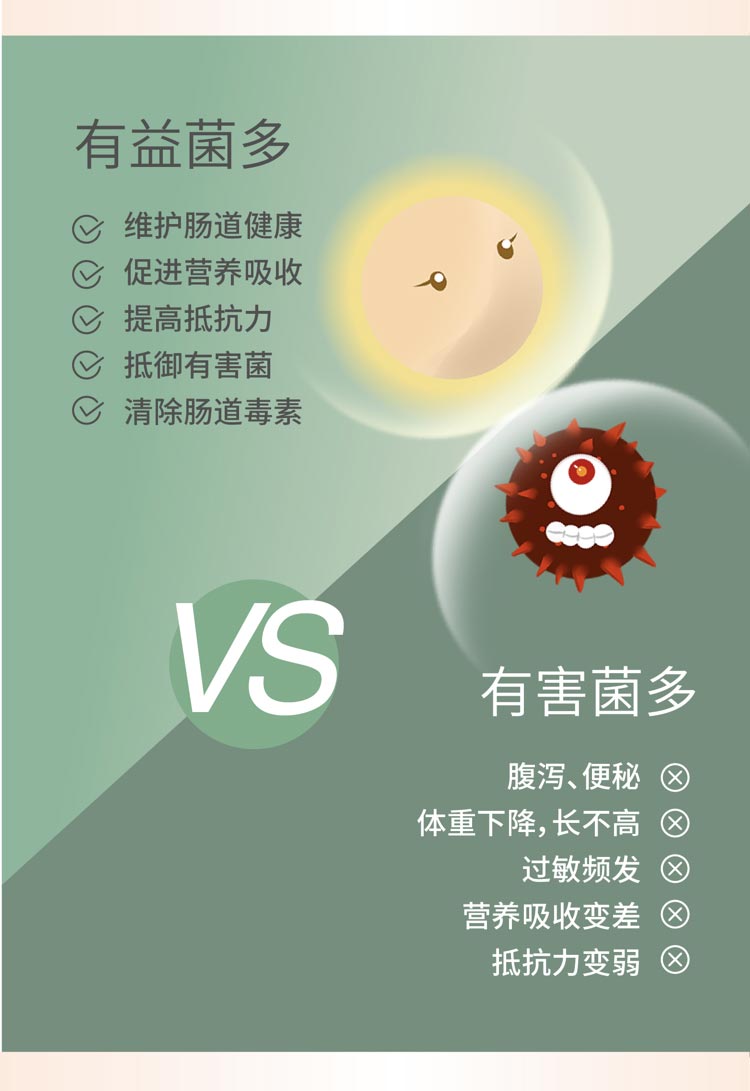 有益菌多
维护肠道健康
促进营养吸收
提高抵抗力
抵御有害菌
清除肠道毒素
VS
有害菌多
腹泻、便秘
体重下降,长不高
过敏频发
营养吸收变差
抵抗力变弱